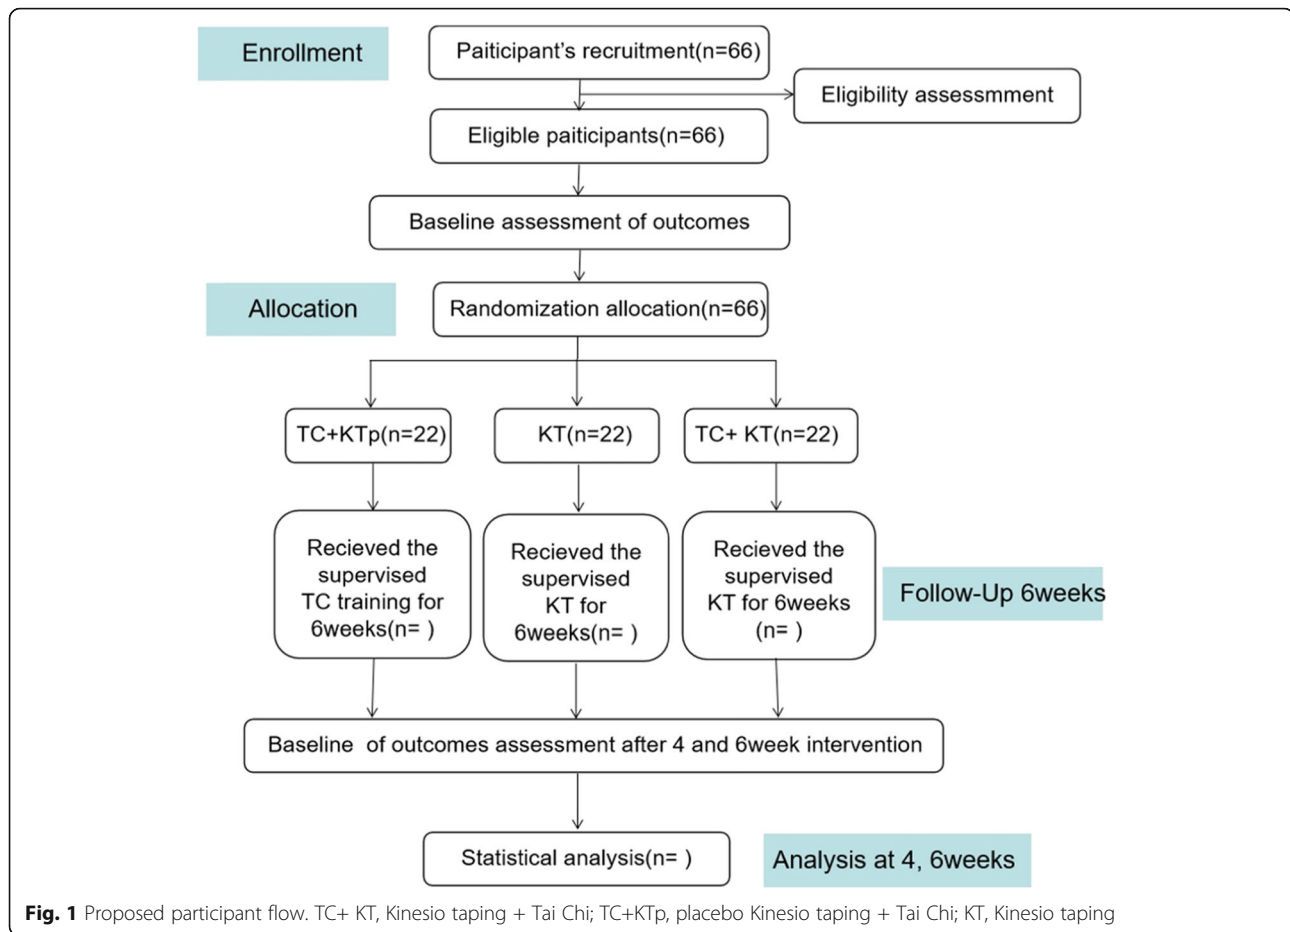 Enrollment
Paiticipant's recruitment(n=66)
Eligibility assessmment
Eligible paiticipants(n=66)
Baseline assessment of outcomes
Allocation
Randomization allocation(n=66)
TC+KTp(n=22)
KT(n=22)
TC+ KT(n=22)
Recieved the
supervised
TC training for
6weeks(n= )
Recieved the
supervised
KT for
6weeks(n= )
Recieved the
supervised
KT for 6weeks
(n= )
Follow-Up 6weeks
Baseline of outcomes assessment after 4 and 6week intervention
Statistical analysis(n= )
Analysis at 4, 6weeks
Fig. 1 Proposed participant flow. TC+ KT, Kinesio taping + Tai Chi; TC+KTp, placebo Kinesio taping + Tai Chi; KT, Kinesio taping